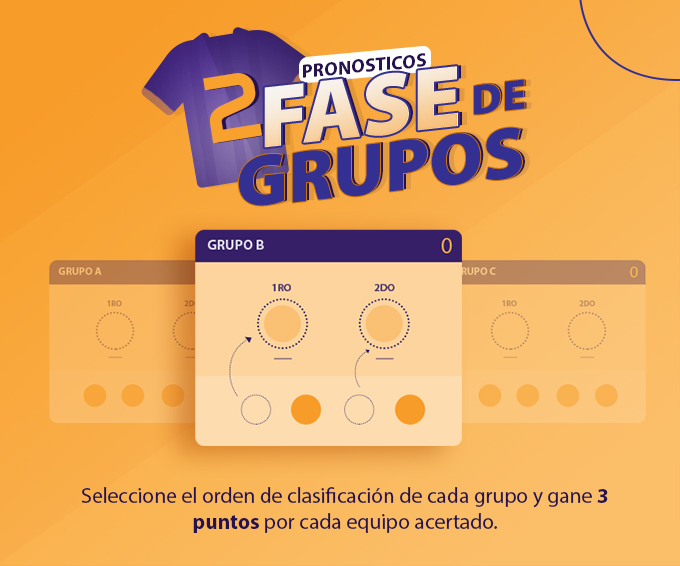 PRONOSTICOS
2 FASE DE
GRUPOS
GRUPO B 0
GRUPO A
RUPO C 0
1RO 2DO
1RO 2D
1RO 2DO
Seleccione el orden de clasificación de cada grupo y gane 3
puntos por cada equipo acertado.